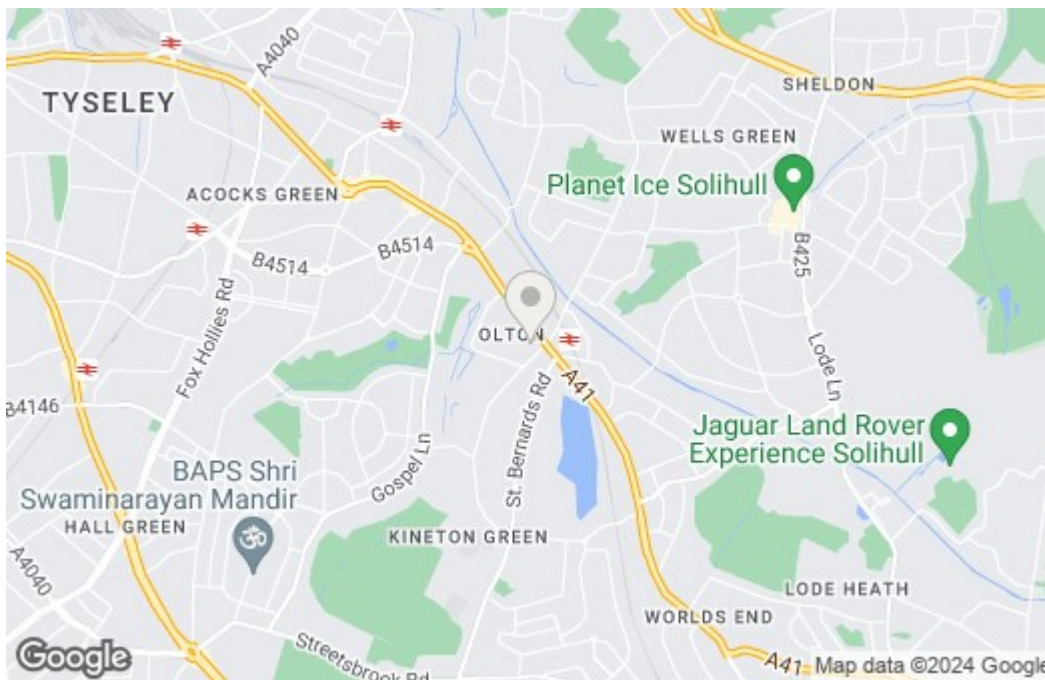 A4040
TYSELEY
SHELDON
WELLS GREEN
Planet Ice Solihull
ACOCKS GREEN
B4514
B4514
B425
Fox Hollies Rd
OLTON
Lode Ln
A41
B4146
St. Bernards Rd
Jaguar Land Rover
Experience Solihull
Gospel Ln
BAPS Shri
Swaminarayan Mandir
ॐ
HALL GREEN
KINETON GREEN
A4040
LODE HEATH
WORLDS END
Streetsbrook Rd
A41
Google
Map data ©2024 Google